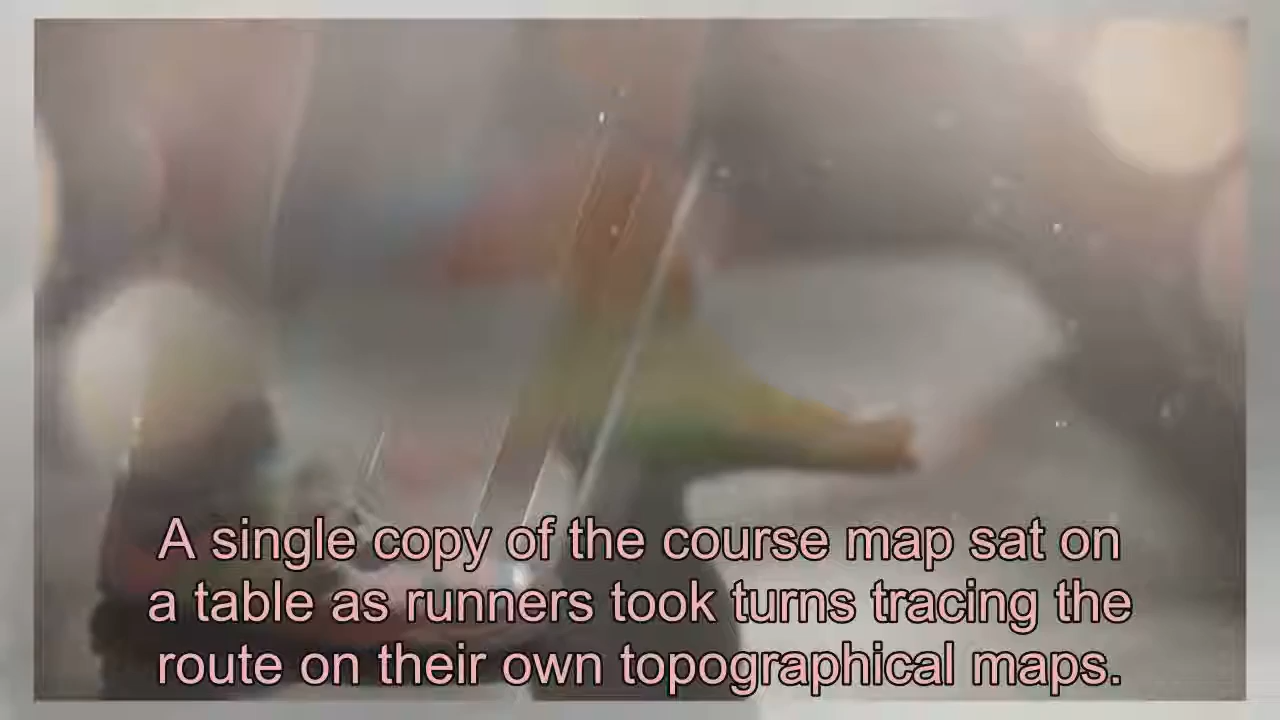 A single copy of the course map sat on
a table as runners took turns tracing the
route on their own topographical maps.